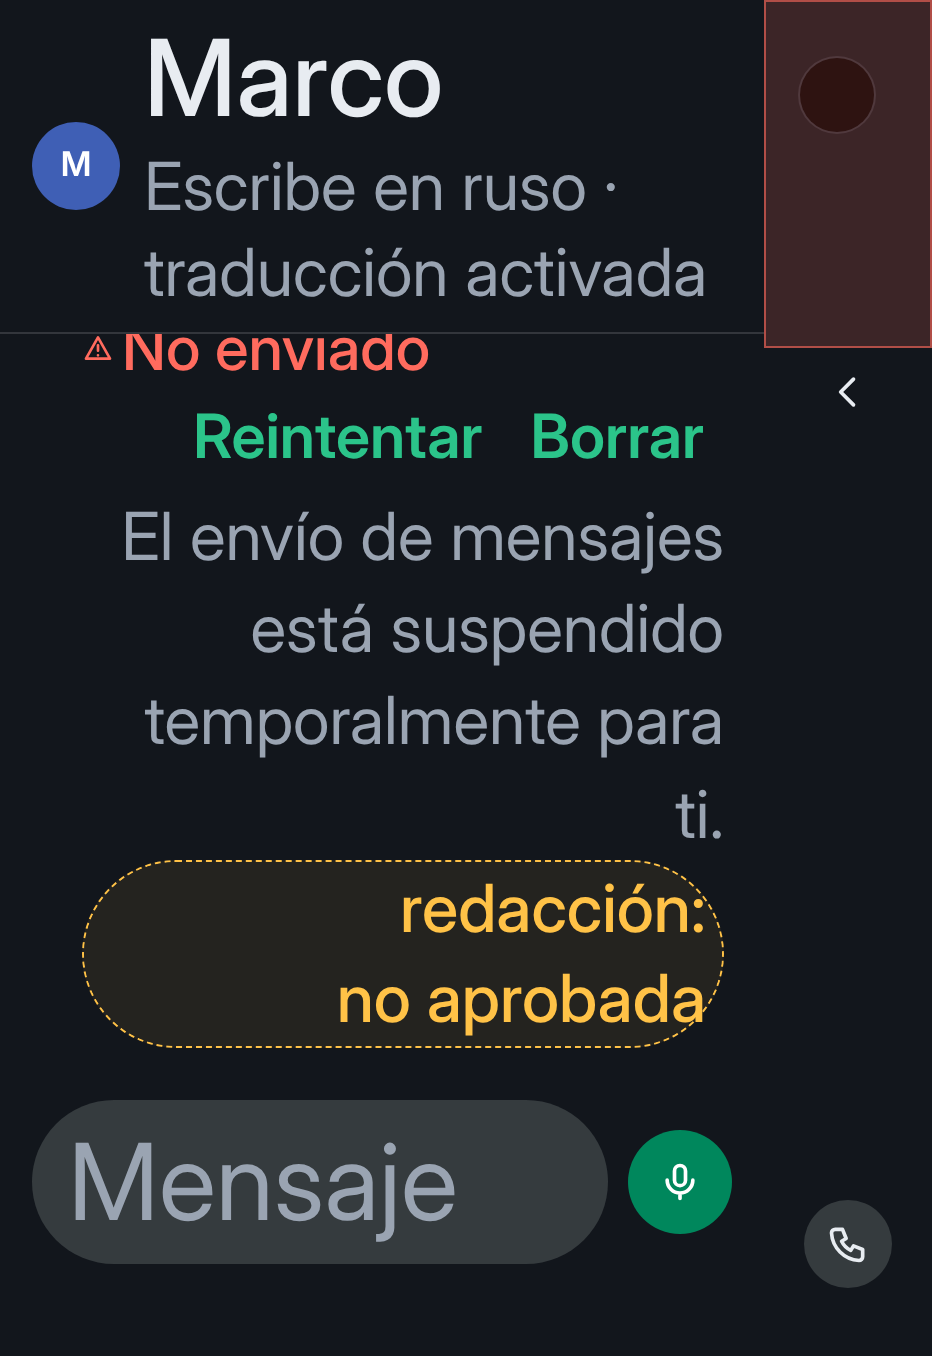 Marco
M
Escribe en ruso ·
traducción activada
No enviado
Reintentar Borrar
El envío de mensajes
está suspendido
temporalmente para
ti.
redacción:
no aprobada
Mensaje